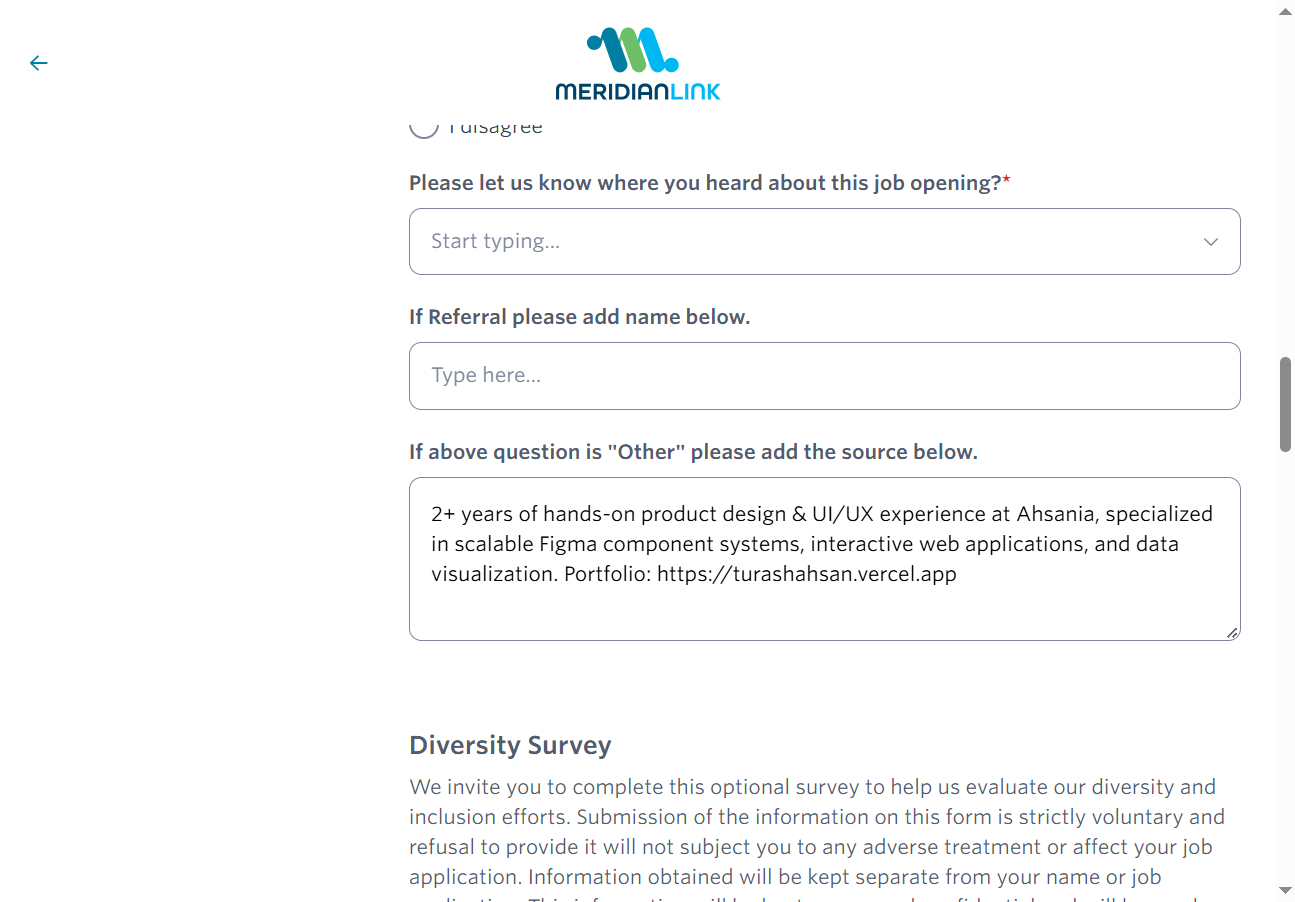 MERIDIANLINK
I disagree
Please let us know where you heard about this job opening?*
Start typing...
If Referral please add name below.
Type here...
If above question is "Other" please add the source below.
2+ years of hands-on product design & UI/UX experience at Ahsania, specialized
in scalable Figma component systems, interactive web applications, and data
visualization. Portfolio: https://turashahsan.vercel.app
Diversity Survey
We invite you to complete this optional survey to help us evaluate our diversity and
inclusion efforts. Submission of the information on this form is strictly voluntary and
refusal to provide it will not subject you to any adverse treatment or affect your job
application. Information obtained will be kept separate from your name or job